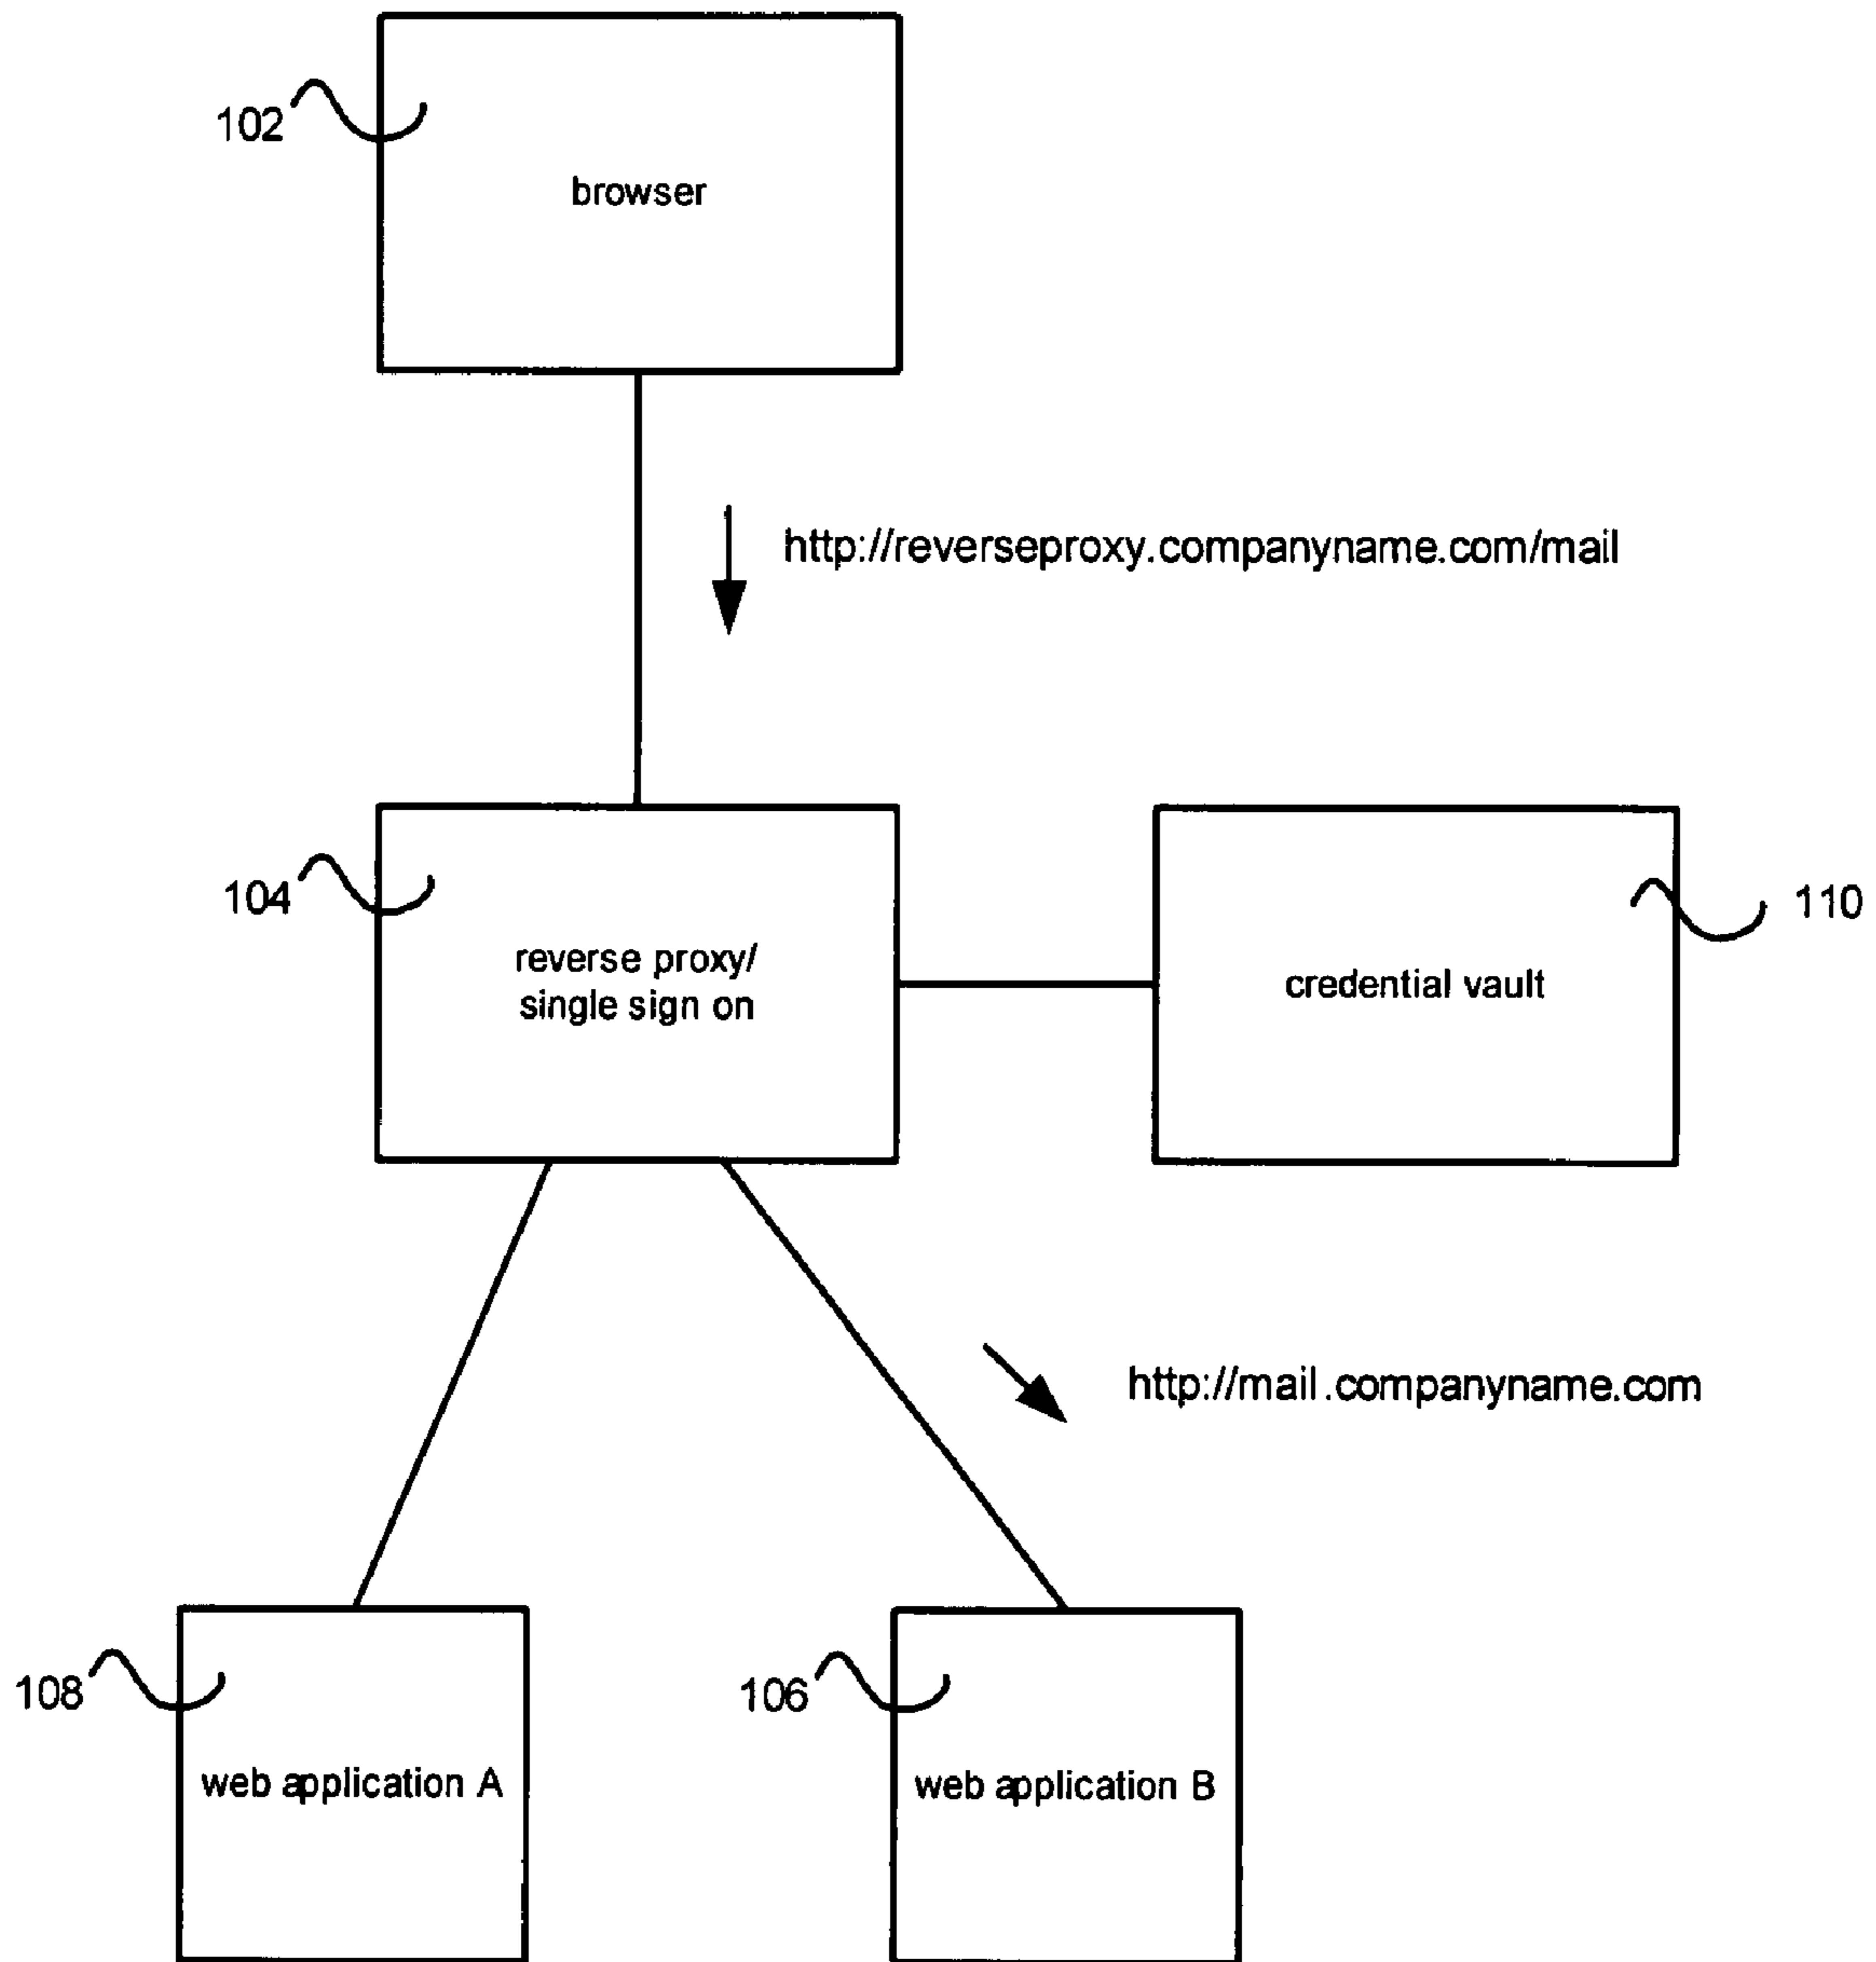 102
browser
http://reverseproxy.companyname.com/mail
104
reverse proxy/
single sign on
credential vault
110
http://mail.companyname.com
108
web application A
106
web application B